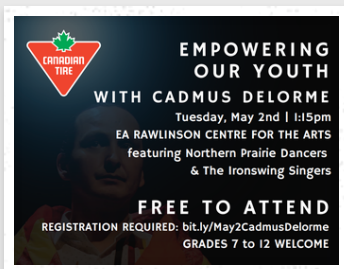 CANADIAN
TIRE
EMPOWERING
OUR YOUTH
WITH CADMUS DELORME
Tuesday, May 2nd | 1:15pm
EA RAWLINSON CENTRE FOR THE ARTS
featuring Northern Prairie Dancers
& The Ironswing Singers
FREE TO ATTEND
REGISTRATION REQUIRED: bit.ly/May2CadmusDelorme
GRADES 7 to 12 WELCOME